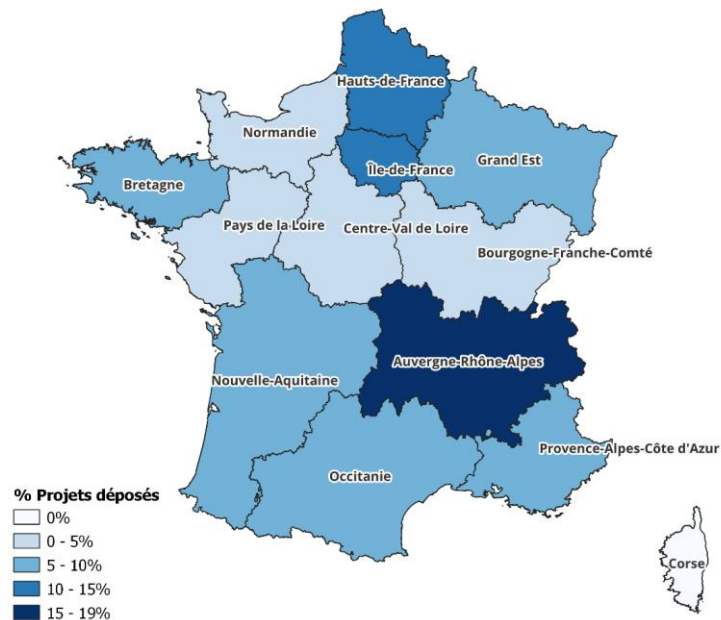 Hauts-de-France
Normandie
Île-de-France
Grand Est
Bretagne
Pays de la Loire
Centre-Val de Loire
Bourgogne-Franche-Comté
Auvergne-Rhône-Alpes
Nouvelle-Aquitaine
Provence-Alpes-Côte d'Azur
Occitanie
Corse
% Projets déposés
0%
0 - 5%
5 - 10%
10 - 15%
15 - 19%